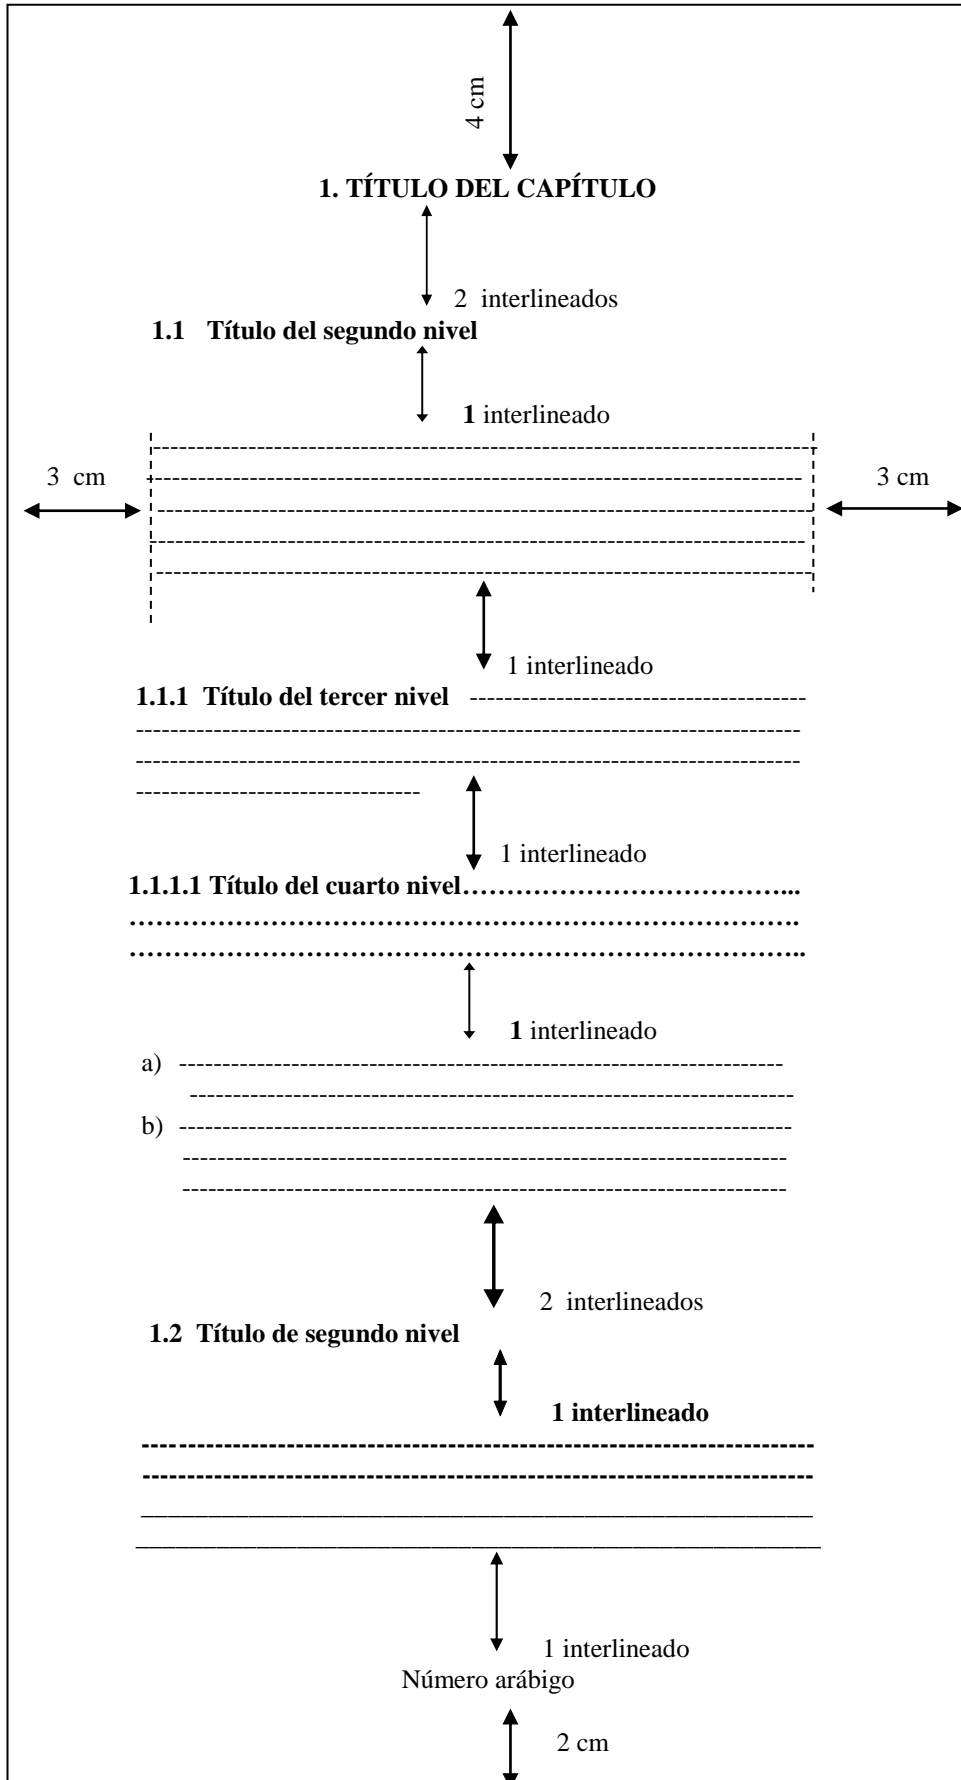 4 cm
1. TÍTULO DEL CAPÍTULO
2 interlineados
1.1 Título del segundo nivel
1 interlineado
3 cm
3 cm
1 interlineado
1.1.1 Título del tercer nivel
1 interlineado
1.1.1.1 Título del cuarto nivel
1 interlineado
a)
b)
2 interlineados
1.2 Título de segundo nivel
1 interlineado
1 interlineado
Número arábigo
2 cm